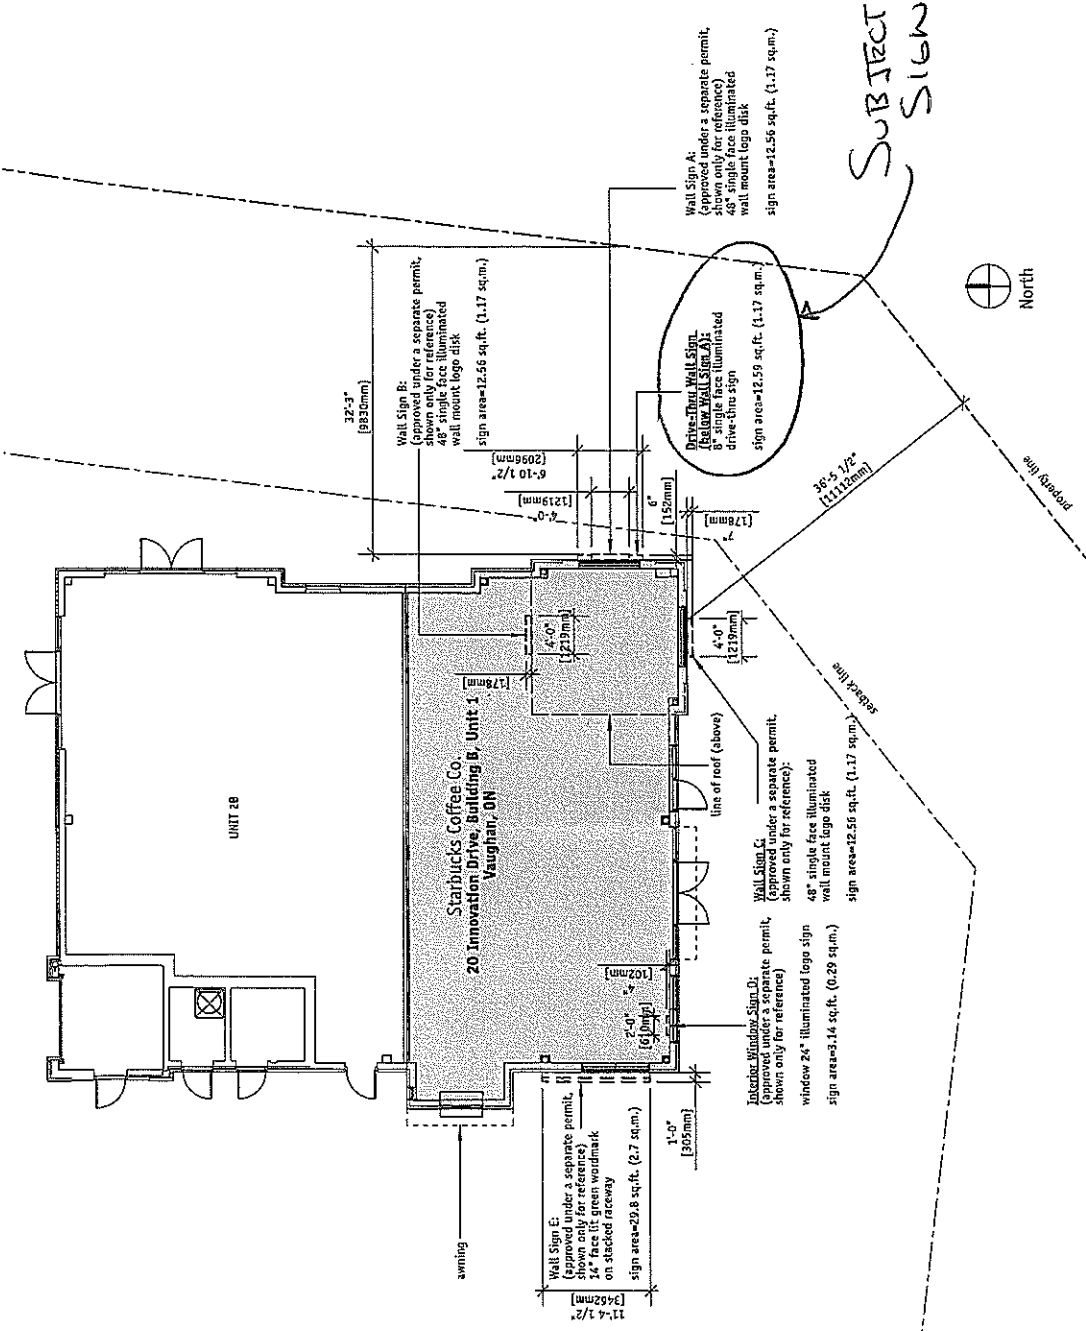 SUBJECT
SIGN
Wall Sign A:
(approved under a separate permit,
shown only for reference)
48" single face illuminated
wall mount logo disk
sign area=12.56 sq.ft. (1.17 sq.m.)
32'-3"
[9830mm]
Wall Sign B:
(approved under a separate permit,
shown only for reference)
48" single face illuminated
wall mount logo disk
sign area=12.56 sq.ft. (1.17 sq.m.)
Drive-Thru Wall Sign
(below Wall Sign A):
8" single face illuminated
drive-thru sign
sign area=12.59 sq.ft. (1.17 sq.m.)
North
6'-10 1/2"
[2096mm]
4'-0"
[1219mm]
6"
[152mm]
7"
[178mm]
36'-5 1/2"
[11112mm]
property line
setback line
4'-0"
[1219mm]
[178mm]
4'-0"
[1219mm]
line of roof (above)
UNIT 2B
Starbucks Coffee Co.
20 Innovation Drive, Building B, Unit 1
Vaughan, ON
Wall Sign C:
(approved under a separate permit,
shown only for reference):
48" single face illuminated
wall mount logo disk
sign area=12.56 sq.ft. (1.17 sq.m.)
4"
[102mm]
2'-0"
[610mm]
Interior Window Sign D:
(approved under a separate permit,
shown only for reference)
window 24" illuminated logo sign
sign area=3.14 sq.ft. (0.29 sq.m.)
1'-0"
[305mm]
awning
Wall Sign E:
(approved under a separate permit,
shown only for reference)
14" face lit green wordmark
on stacked raceway
sign area=29.8 sq.ft. (2.7 sq.m.)
11'-4 1/2"
[3462mm]